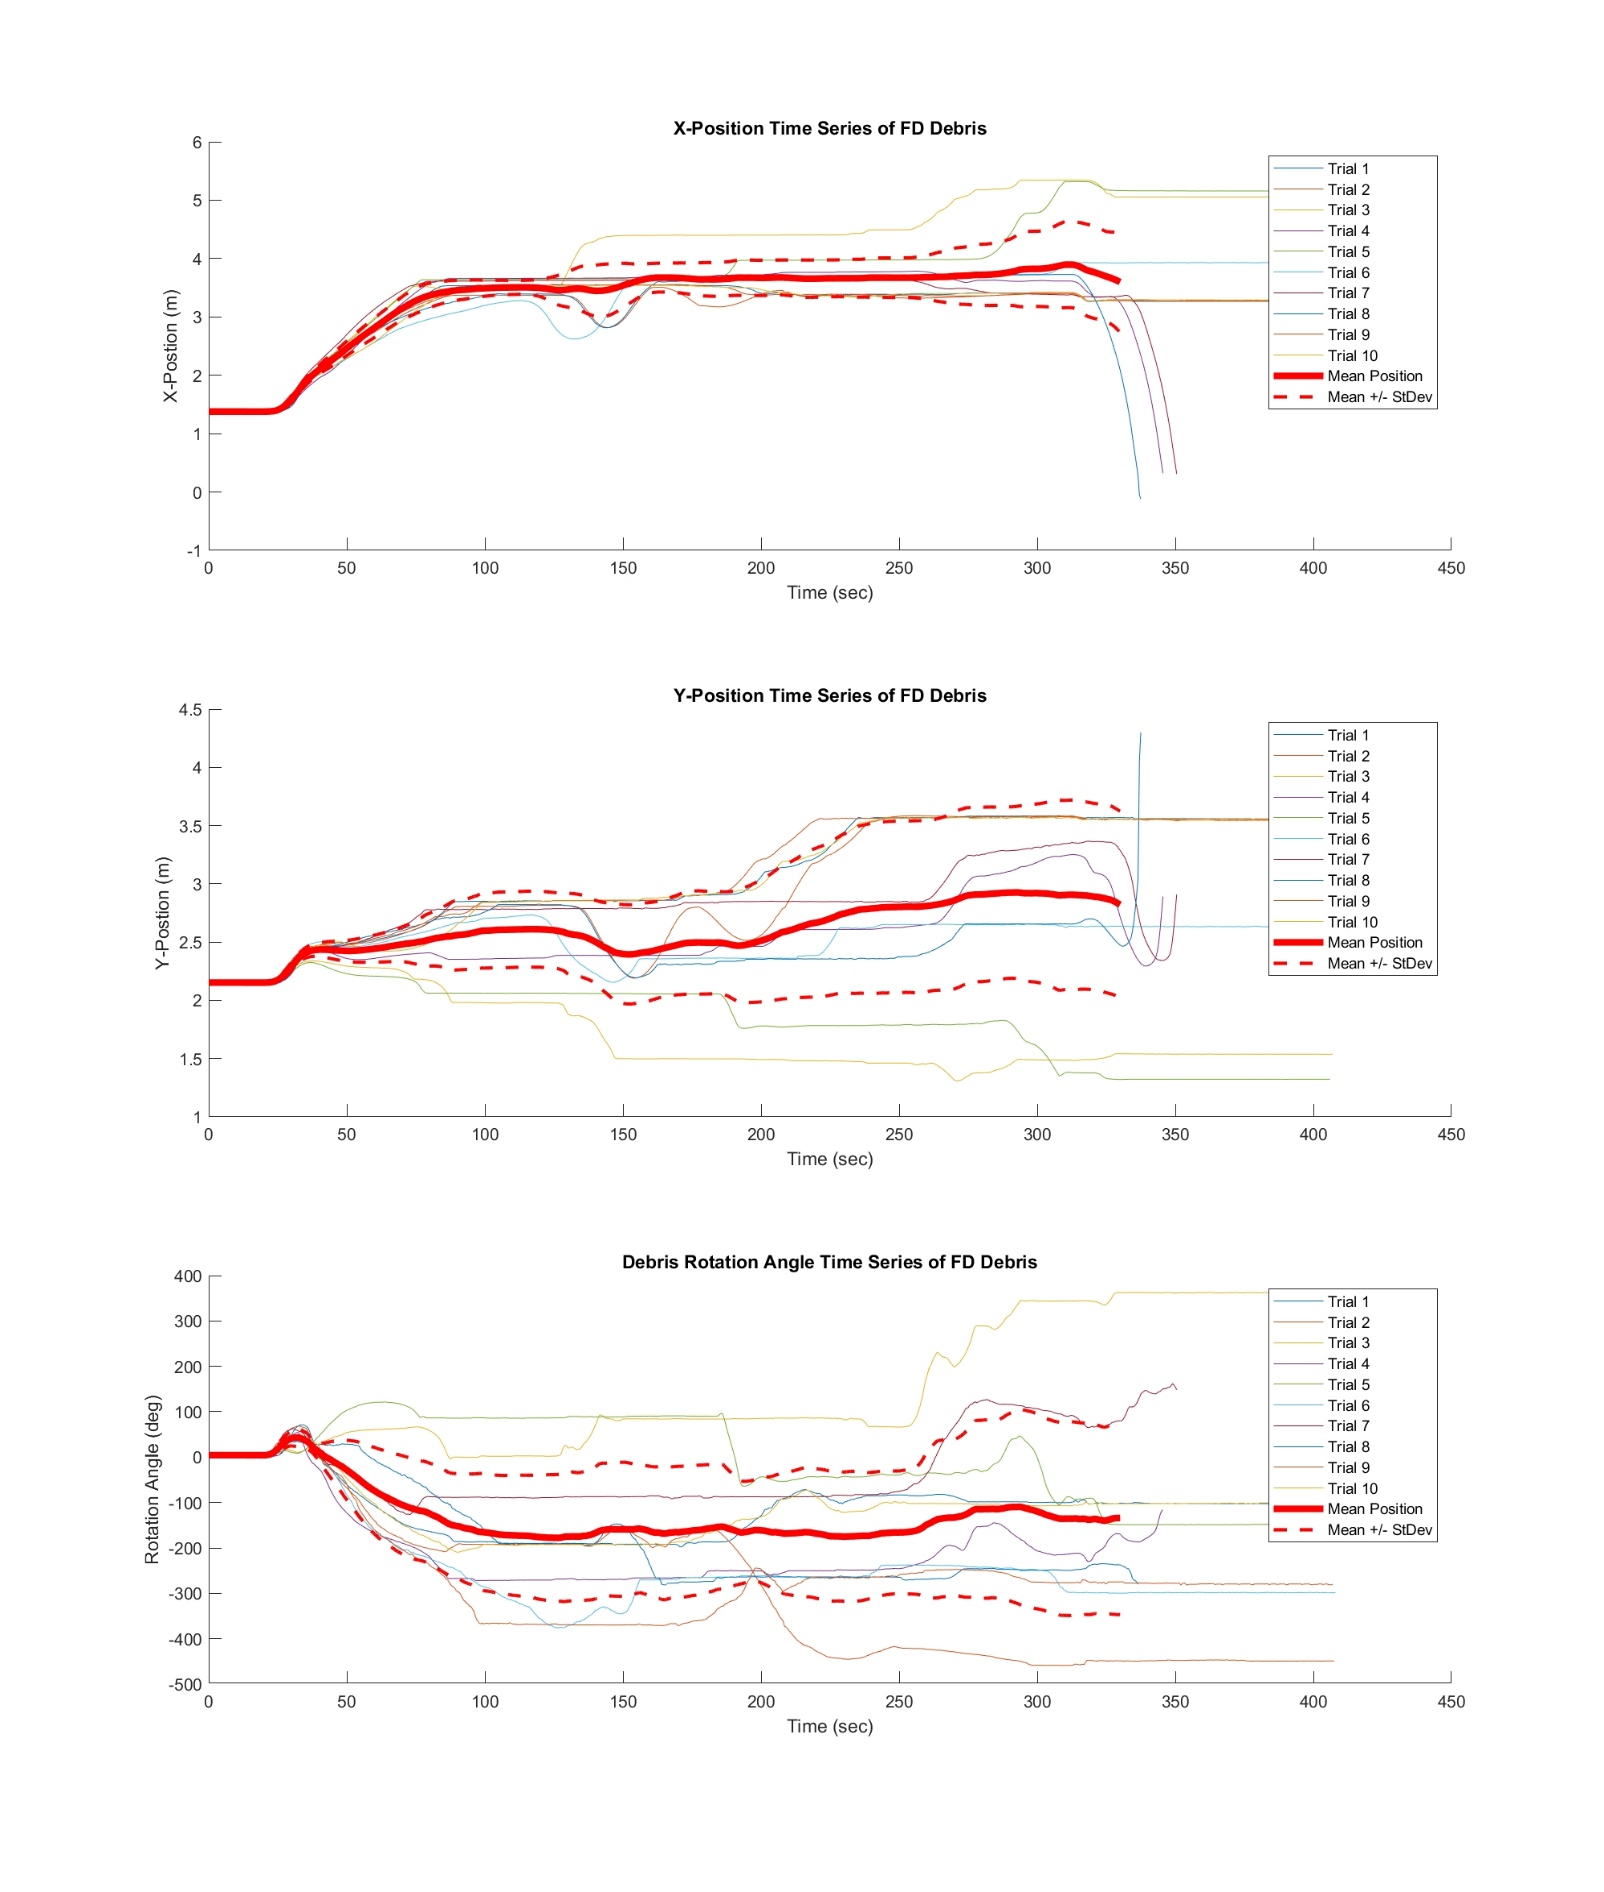 X-Position Time Series of FD Debris
6
5
4
3
2
1
0
-1
X-Postion (m)
0 50 100 150 200 250 300 350 400 450
Time (sec)
Trial 1
Trial 2
Trial 3
Trial 4
Trial 5
Trial 6
Trial 7
Trial 8
Trial 9
Trial 10
Mean Position
Mean +/- StDev
Y-Position Time Series of FD Debris
4.5
4
3.5
3
2.5
2
1.5
1
Y-Postion (m)
0 50 100 150 200 250 300 350 400 450
Time (sec)
Trial 1
Trial 2
Trial 3
Trial 4
Trial 5
Trial 6
Trial 7
Trial 8
Trial 9
Trial 10
Mean Position
Mean +/- StDev
Debris Rotation Angle Time Series of FD Debris
400
300
200
100
0
-100
-200
-300
-400
-500
Rotation Angle (deg)
0 50 100 150 200 250 300 350 400 450
Time (sec)
Trial 1
Trial 2
Trial 3
Trial 4
Trial 5
Trial 6
Trial 7
Trial 8
Trial 9
Trial 10
Mean Position
Mean +/- StDev